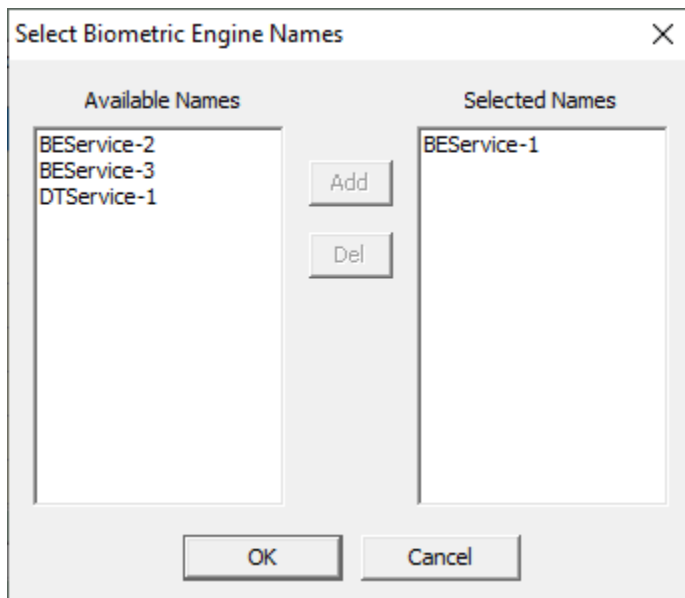 Select Biometric Engine Names
Available Names
Selected Names
BEService-2
BEService-3
DTService-1
Add
Del
BEService-1
OK
Cancel